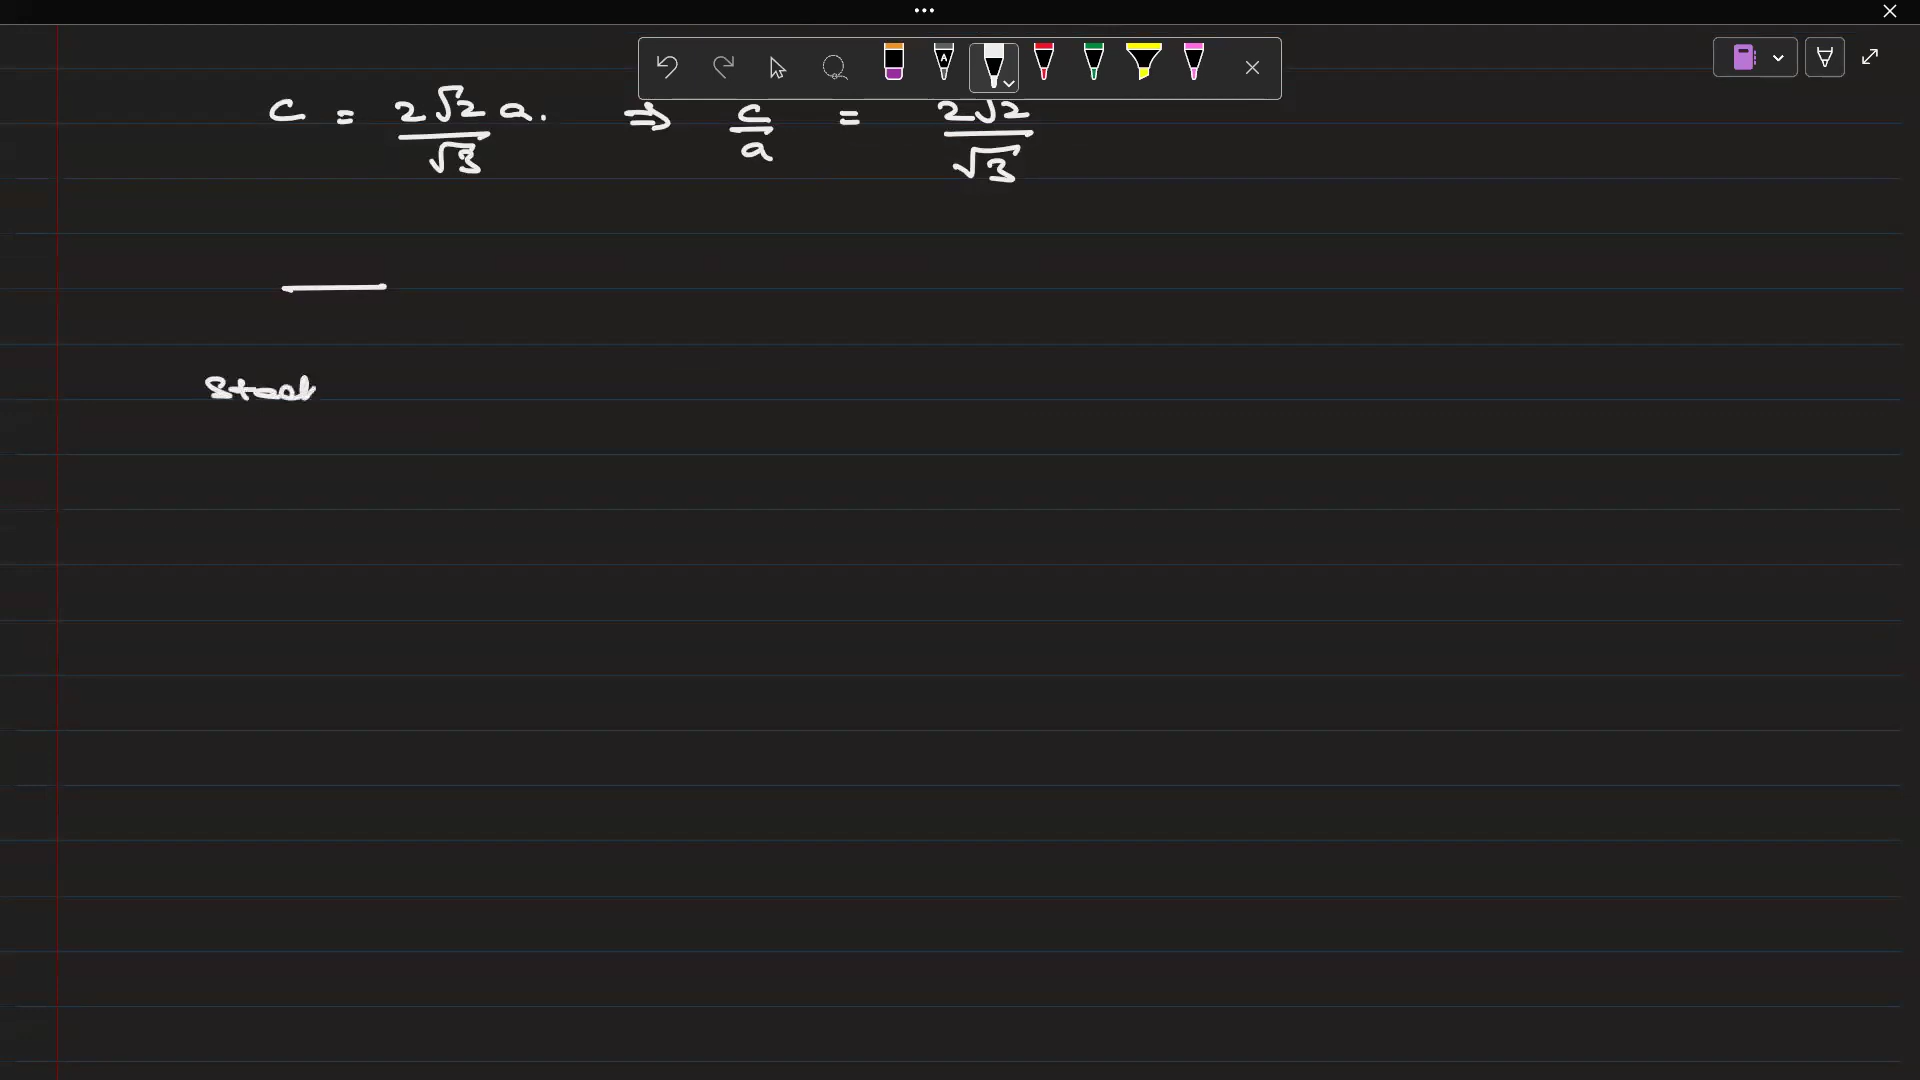 c = 2√2/√3 a. ⇒ c/a = 2√2/√3
Steel